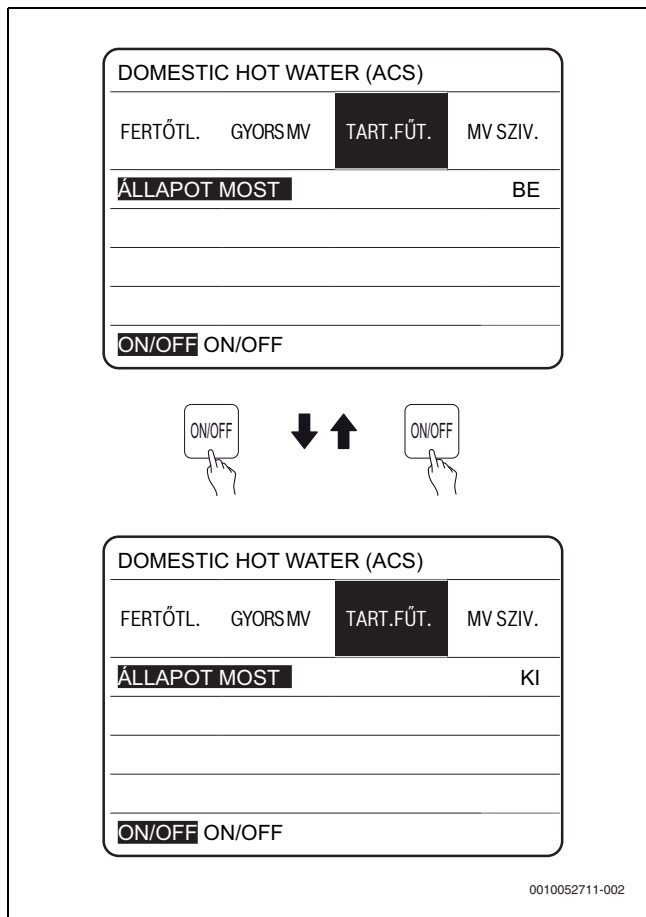 DOMESTIC HOT WATER (ACS)
FERTŐTL. GYORS MV TART.FŰT. MV SZIV.
ÁLLAPOT MOST BE
ON/OFF ON/OFF
ON/OFF ON/OFF
DOMESTIC HOT WATER (ACS)
FERTŐTL. GYORS MV TART.FŰT. MV SZIV.
ÁLLAPOT MOST KI
ON/OFF ON/OFF
0010052711-002